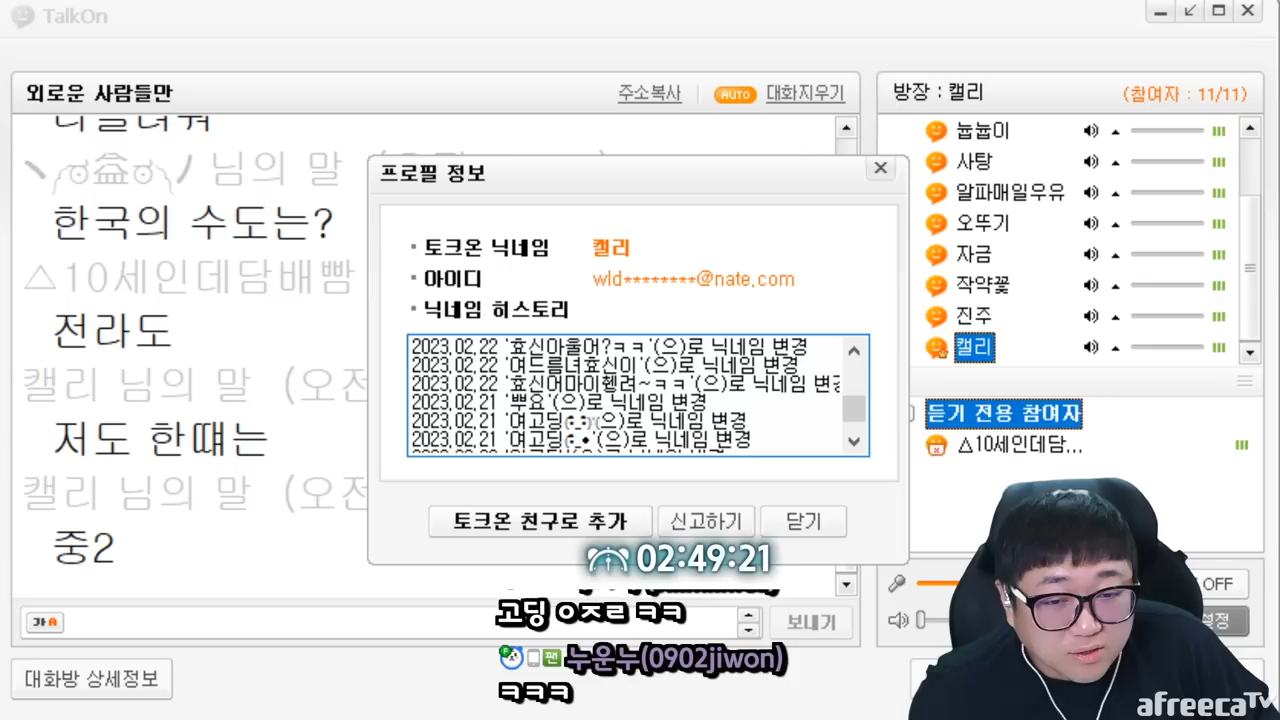 TalkOn
외로운 사람들만
주소복사
AUTO 대화지우기
님의 말
한국의 수도는?
△10세인데담배빵
전라도
캘리 님의 말 (오전
저도 한떄는
캘리 님의 말 (오전
중2
가A
보내기
대화방 상세정보
프로필 정보
토크온 닉네임 캘리
아이디 wld********@nate.com
닉네임 히스토리
2023.02.22 '효신아울어?ㅋㅋ'(으)로 닉네임 변경
2023.02.22 '며드름녀효신이'(으)로 닉네임 변경
2023.02.22 '효신어마이헹려~ㅋㅋ'(으)로 닉네임 변경
2023.02.21 '뿌요'(으)로 닉네임 변경
2023.02.21 '며고딩 (으)로 닉네임 변경
2023.02.21 '며고딩 '(으)로 닉네임 변경
토크온 친구로 추가
신고하기
닫기
02:49:21
고딩 ㅇㅈㄹ ㅋㅋ
F 팬 누운누(0902jiwon)
ㅋㅋㅋ
방장 : 캘리
(참여자 : 11/11)
눕눕이
사탕
알파매일우유
오뚜기
자금
작약꽃
진주
캘리
듣기 전용 참여자
△10세인데담...
OFF
설정
afreecaTV